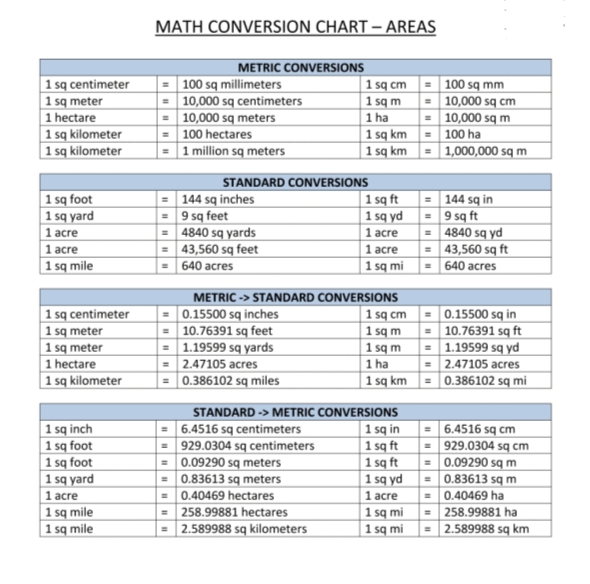 MATH CONVERSION CHART – AREAS
METRIC CONVERSIONS
1 sq centimeter = 100 sq millimeters 1 sq cm = 100 sq mm
1 sq meter = 10,000 sq centimeters 1 sq m = 10,000 sq cm
1 hectare = 10,000 sq meters 1 ha = 10,000 sq m
1 sq kilometer = 100 hectares 1 sq km = 100 ha
1 sq kilometer = 1 million sq meters 1 sq km = 1,000,000 sq m
STANDARD CONVERSIONS
1 sq foot = 144 sq inches 1 sq ft = 144 sq in
1 sq yard = 9 sq feet 1 sq yd = 9 sq ft
1 acre = 4840 sq yards 1 acre = 4840 sq yd
1 acre = 43,560 sq feet 1 acre = 43,560 sq ft
1 sq mile = 640 acres 1 sq mi = 640 acres
METRIC -> STANDARD CONVERSIONS
1 sq centimeter = 0.15500 sq inches 1 sq cm = 0.15500 sq in
1 sq meter = 10.76391 sq feet 1 sq m = 10.76391 sq ft
1 sq meter = 1.19599 sq yards 1 sq m = 1.19599 sq yd
1 hectare = 2.47105 acres 1 ha = 2.47105 acres
1 sq kilometer = 0.386102 sq miles 1 sq km = 0.386102 sq mi
STANDARD -> METRIC CONVERSIONS
1 sq inch = 6.4516 sq centimeters 1 sq in = 6.4516 sq cm
1 sq foot = 929.0304 sq centimeters 1 sq ft = 929.0304 sq cm
1 sq foot = 0.09290 sq meters 1 sq ft = 0.09290 sq m
1 sq yard = 0.83613 sq meters 1 sq yd = 0.83613 sq m
1 acre = 0.40469 hectares 1 acre = 0.40469 ha
1 sq mile = 258.99881 hectares 1 sq mi = 258.99881 ha
1 sq mile = 2.589988 sq kilometers 1 sq mi = 2.589988 sq km